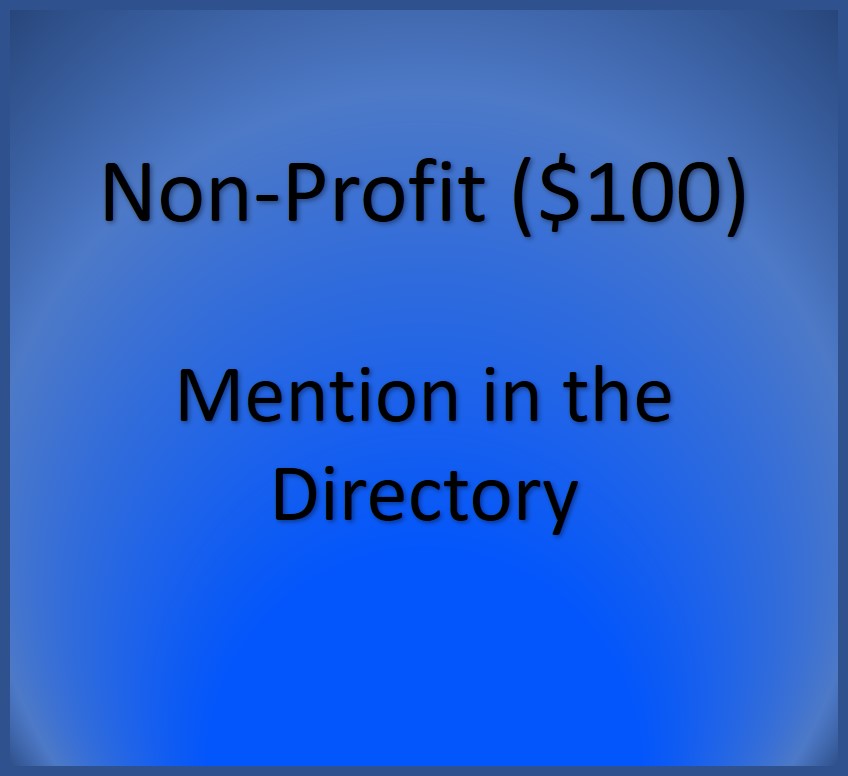 Non-Profit ($100)
Mention in the
Directory